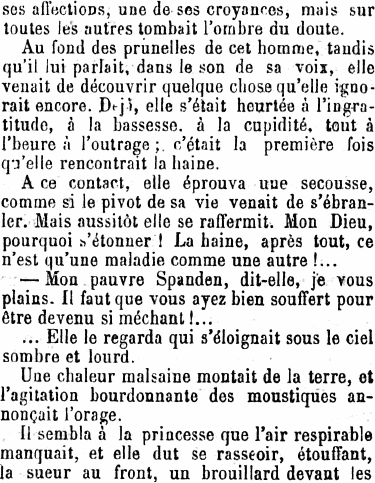 ses affections, une de ses croyances, mais sur
toutes les autres tombait l'ombre du doute.
Au fond des prunelles de cet homme, tandis
qu'il lui parlait, dans le son de sa voix, elle
venait de découvrir quelque chose qu'elle igno-
rait encore. Déjà, elle s'était heurtée à l'ingra-
titude, à la bassesse, à la cupidité, tout à
l'heure à l'outrage ; c'était la première fois
qu'elle rencontrait la haine.
A ce contact, elle éprouva une secousse,
comme si le pivot de sa vie venait de s'ébran-
ler. Mais aussitôt elle se raffermit. Mon Dieu,
pourquoi s'étonner ! La haine, après tout, ce
n'est qu'une maladie comme une autre !...
— Mon pauvre Spanden, dit-elle, je vous
plains. Il faut que vous ayez bien souffert pour
être devenu si méchant !...
... Elle le regarda qui s'éloignait sous le ciel
sombre et lourd.
Une chaleur malsaine montait de la terre, et
l'agitation bourdonnante des moustiques an-
nonçait l'orage.
Il sembla à la princesse que l'air respirable
manquait, et elle dut se rasseoir, étouffant,
la sueur au front, un brouillard devant les